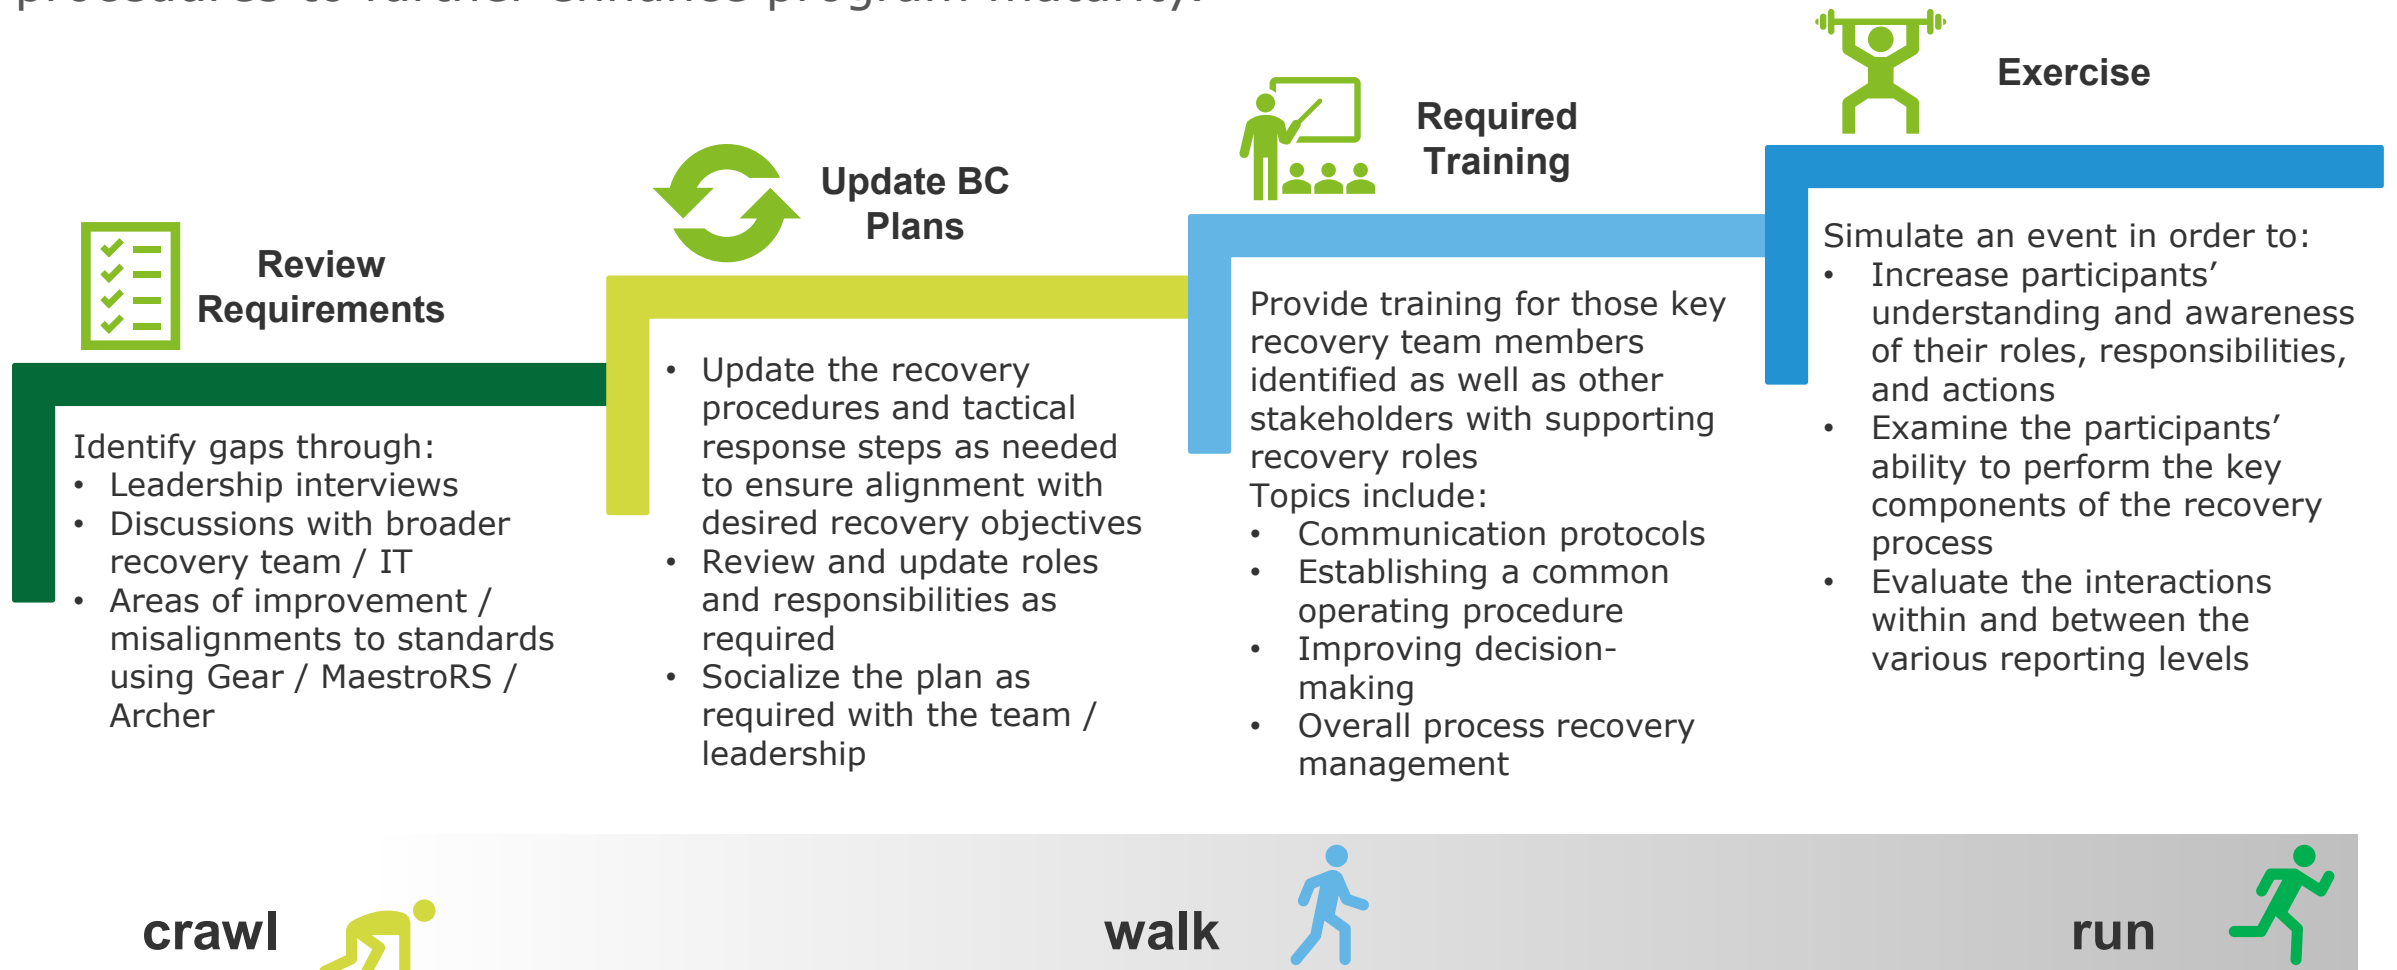 procedures to further enhance program maturity.
Review
Requirements
Identify gaps through:
• Leadership interviews
• Discussions with broader
recovery team / IT
• Areas of improvement /
misalignments to standards
using Gear / MaestroRS /
Archer
Update BC
Plans
• Update the recovery
procedures and tactical
response steps as needed
to ensure alignment with
desired recovery objectives
• Review and update roles
and responsibilities as
required
• Socialize the plan as
required with the team /
leadership
Required
Training
Provide training for those key
recovery team members
identified as well as other
stakeholders with supporting
recovery roles
Topics include:
• Communication protocols
• Establishing a common
operating procedure
• Improving decision-
making
• Overall process recovery
management
Exercise
Simulate an event in order to:
• Increase participants’
understanding and awareness
of their roles, responsibilities,
and actions
• Examine the participants’
ability to perform the key
components of the recovery
process
• Evaluate the interactions
within and between the
various reporting levels
crawl
walk
run